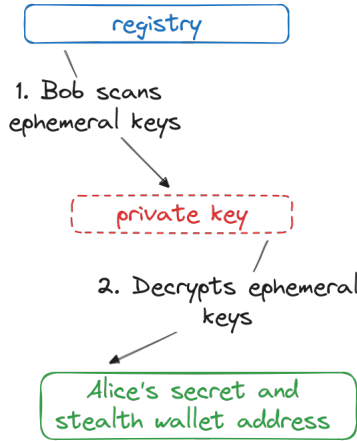 registry
1. Bob scans
ephemeral keys
private key
2. Decrypts ephemeral
keys
Alice's secret and
stealth wallet address